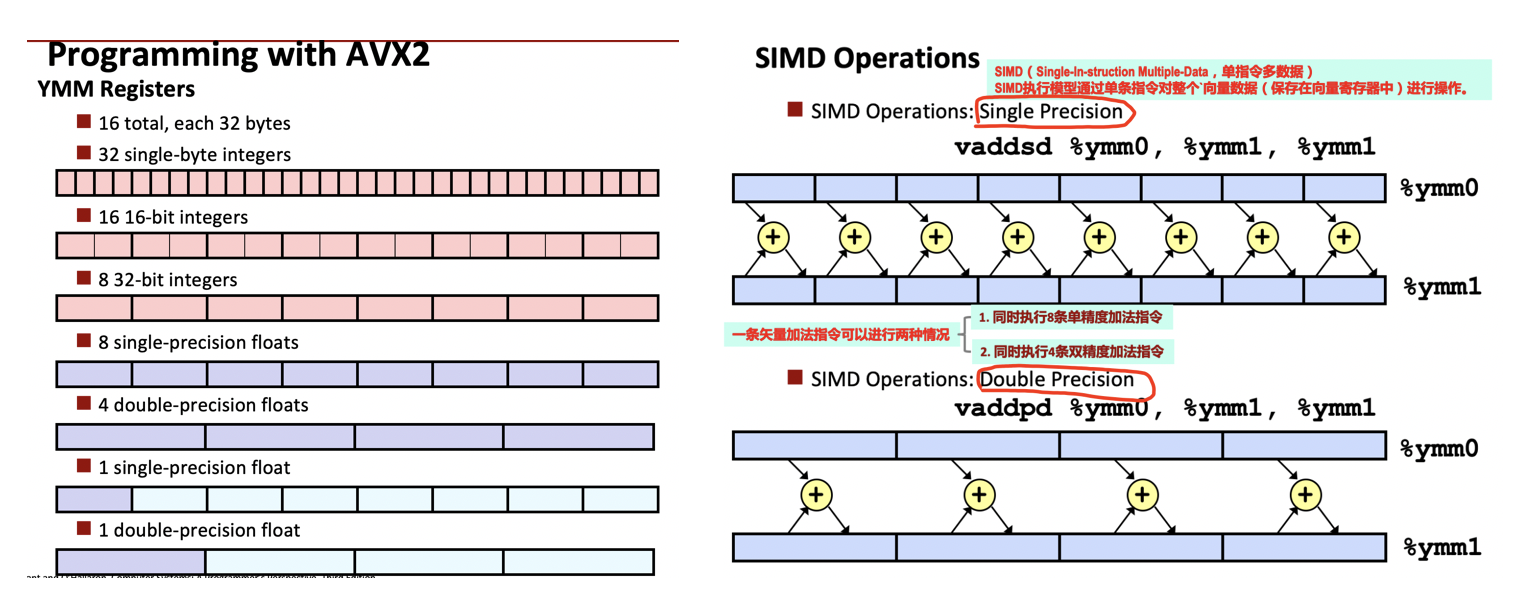 Programming with AVX2
YMM Registers
16 total, each 32 bytes
32 single-byte integers
16 16-bit integers
8 32-bit integers
8 single-precision floats
4 double-precision floats
1 single-precision float
1 double-precision float
SIMD Operations
SIMD（Single-In-struction Multiple-Data，单指令多数据）
SIMD执行模型通过单条指令对整个`向量数据（保存在向量寄存器中）进行操作。
SIMD Operations: Single Precision
vaddsd %ymm0, %ymm1, %ymm1
%ymm0
+ + + + + + + +
%ymm1
一条矢量加法指令可以进行两种情况
1. 同时执行8条单精度加法指令
2. 同时执行4条双精度加法指令
SIMD Operations: Double Precision
vaddpd %ymm0, %ymm1, %ymm1
%ymm0
+ + + +
%ymm1